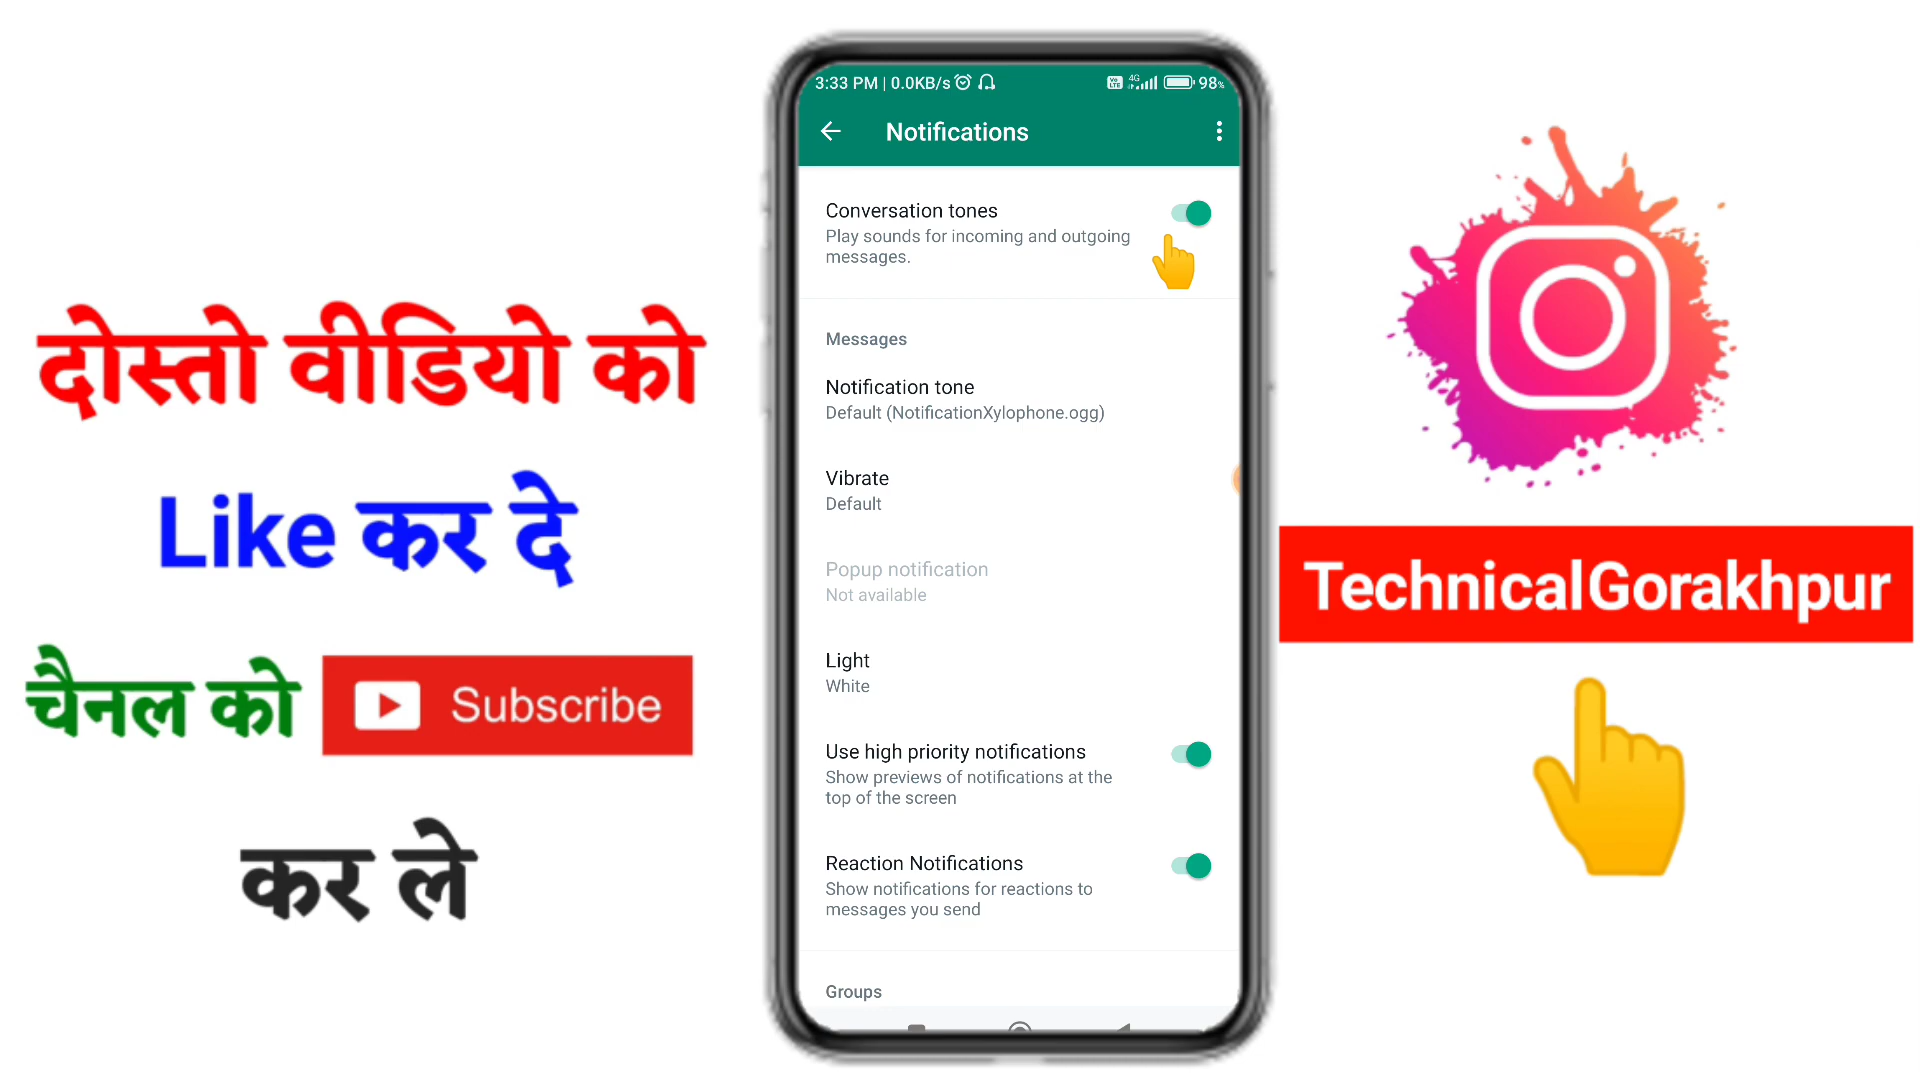 दोस्तो वीडियो को
Like कर दे
चैनल को Subscribe
कर ले
3:33 PM | 0.0KB/s Vo LTE 4G 98%
Notifications
Conversation tones
Play sounds for incoming and outgoing
messages.
Messages
Notification tone
Default (NotificationXylophone.ogg)
Vibrate
Default
Popup notification
Not available
Light
White
Use high priority notifications
Show previews of notifications at the
top of the screen
Reaction Notifications
Show notifications for reactions to
messages you send
Groups
TechnicalGorakhpur